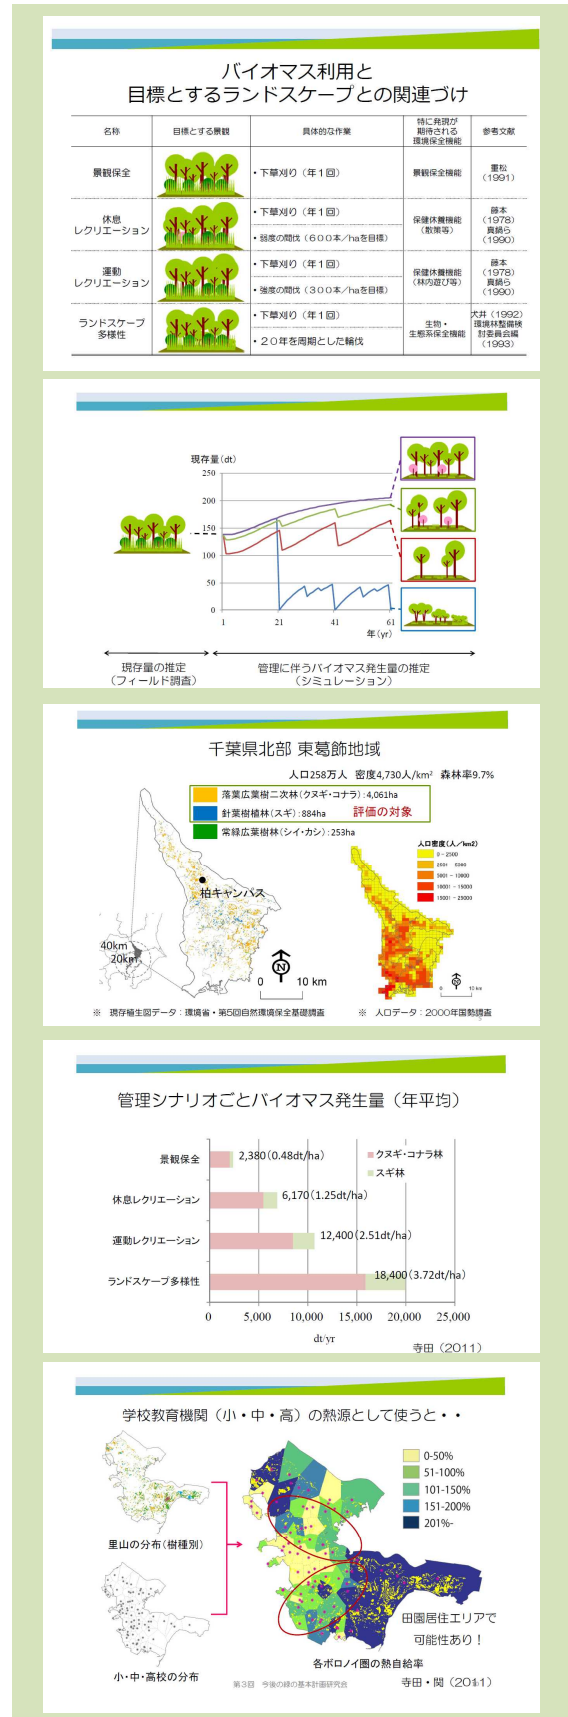 バイオマス利用と
目標とするランドスケープとの関連づけ
名称 目標とする景観 具体的な作業 特に発現が期待される環境保全機能 参考文献
景観保全 ・下草刈り（年１回） 景観保全機能 重松（1991）
休息レクリエーション ・下草刈り（年１回） 保健休養機能（散策等） 藤本（1978）真鍋ら（1990）
・弱度の間伐（６００本／haを目標）
運動レクリエーション ・下草刈り（年１回） 保健休養機能（林内遊び等） 藤本（1978）真鍋ら（1990）
・強度の間伐（３００本／haを目標）
ランドスケープ多様性 ・下草刈り（年１回） 生物・生態系保全機能 犬井（1992）環境林整備検討委員会編（1993）
・２０年を周期とした輪伐
現存量(dt)
250
200
150
100
50
0
1 21 41 61
年(yr)
現存量の推定 管理に伴うバイオマス発生量の推定
（フィールド調査） （シミュレーション）
千葉県北部 東葛飾地域
人口258万人 密度4,730人/km² 森林率9.7%
落葉広葉樹二次林(クヌギ・コナラ)：4,061ha
針葉樹植林(スギ)：884ha 評価の対象
常緑広葉樹林(シイ・カシ)：253ha
人口密度(人／km2)
0 - 2500
2501 - 5000
5001 - 10000
10001 - 15000
15001 - 25000
柏キャンパス
40km
20km
N
0 10 km
N
0 10 km
※ 現存植生図データ：環境省・第5回自然環境保全基礎調査 ※ 人口データ：2000年国勢調査
管理シナリオごとバイオマス発生量（年平均）
景観保全 2,380(0.48dt/ha)
クヌギ・コナラ林
スギ林
休息レクリエーション 6,170(1.25dt/ha)
運動レクリエーション 12,400(2.51dt/ha)
ランドスケープ多様性 18,400(3.72dt/ha)
0 5,000 10,000 15,000 20,000 25,000
dt/yr
寺田（2011）
学校教育機関（小・中・高）の熱源として使うと・・
0-50%
51-100%
101-150%
151-200%
201%-
里山の分布(樹種別)
田園居住エリアで
可能性あり！
小・中・高校の分布
各ボロノイ圏の熱自給率
第３回 今後の緑の基本計画研究会
寺田・関（2011）